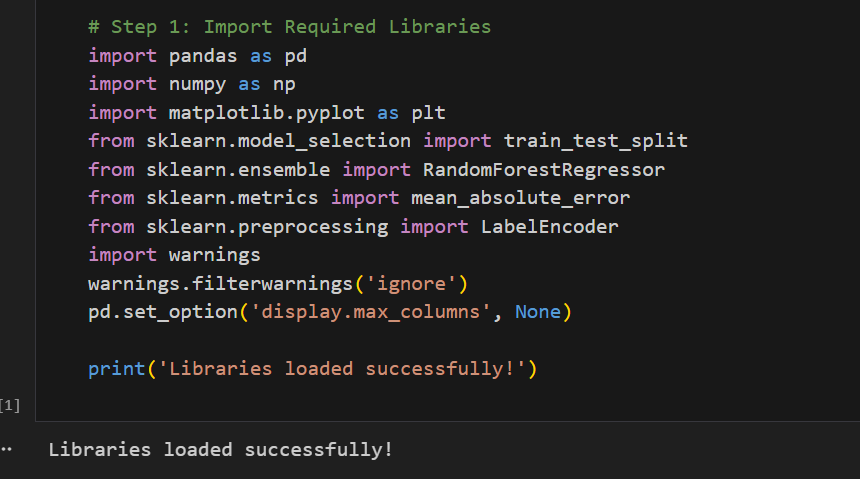 # Step 1: Import Required Libraries
import pandas as pd
import numpy as np
import matplotlib.pyplot as plt
from sklearn.model_selection import train_test_split
from sklearn.ensemble import RandomForestRegressor
from sklearn.metrics import mean_absolute_error
from sklearn.preprocessing import LabelEncoder
import warnings
warnings.filterwarnings('ignore')
pd.set_option('display.max_columns', None)
print('Libraries loaded successfully!')
[1]
Libraries loaded successfully!